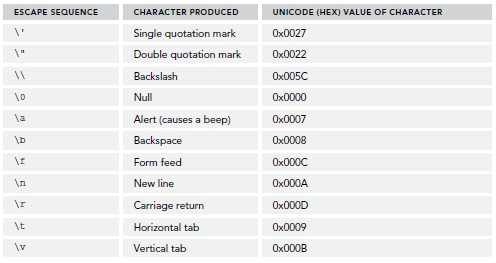 ESCAPE SEQUENCE CHARACTER PRODUCED UNICODE (HEX) VALUE OF CHARACTER
\' Single quotation mark 0x0027
\" Double quotation mark 0x0022
\\ Backslash 0x005C
\0 Null 0x0000
\a Alert (causes a beep) 0x0007
\b Backspace 0x0008
\f Form feed 0x000C
\n New line 0x000A
\r Carriage return 0x000D
\t Horizontal tab 0x0009
\v Vertical tab 0x000B